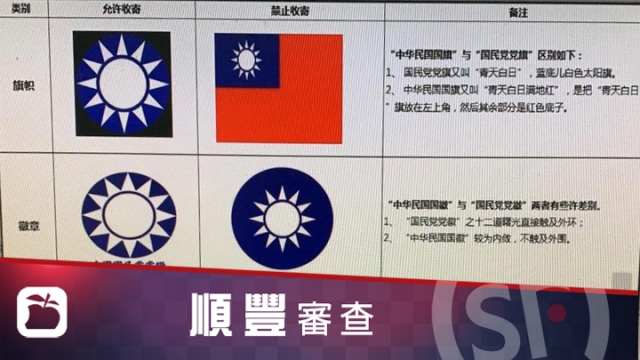 类别
允许收寄
禁止收寄
备注
旗帜
“中华民国国旗”与“国民党党旗”区别如下：
1、 国民党党旗又叫“青天白日”，蓝底儿白色太阳旗。
2、 中华民国国旗又叫“青天白日满地红”，是把“青天白日
”旗放在左上角，然后其余部分是红色底子。
徽章
“中华民国国徽”与“国民党党徽”两者有些许差别。
1、 “国民党党徽”之十二道曙光直接触及外环；
2、 “中华民国国徽”较为内敛，不触及外围。
順豐審查
SF